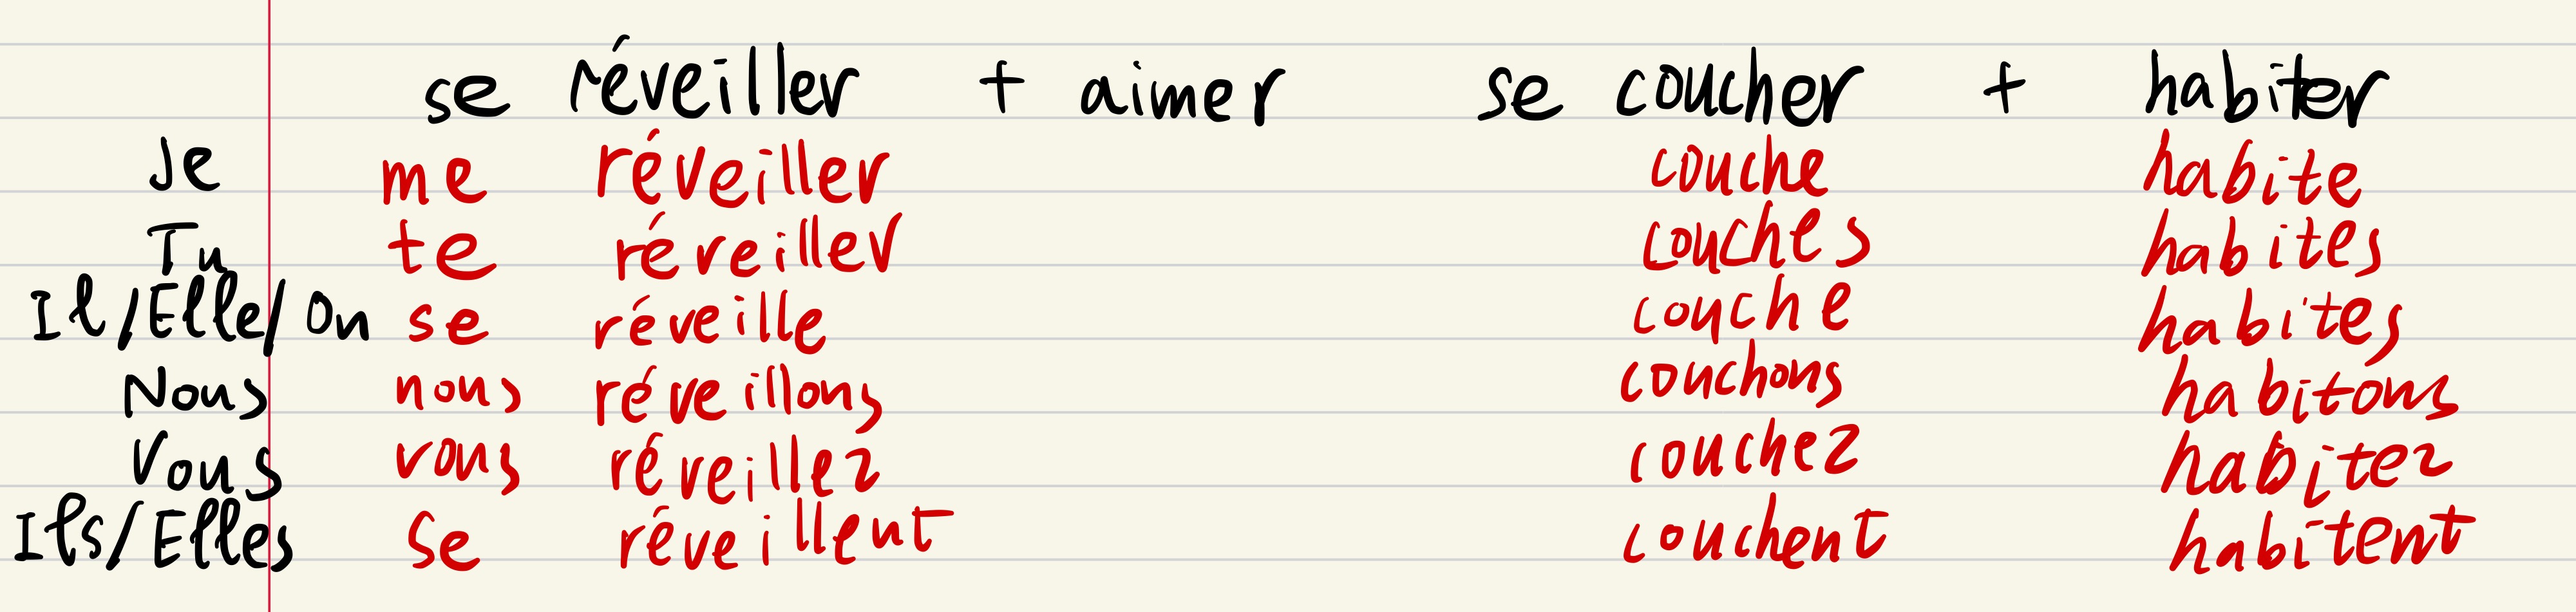 se réveiller + aimer se coucher + habiter
Je me réveiller couche habite
Tu te réveiller couches habites
Il/Elle/On se réveille couche habites
Nous nous réveillons couchons habitons
Vous vous réveillez couchez habitez
Ils/Elles se réveillent couchent habitent